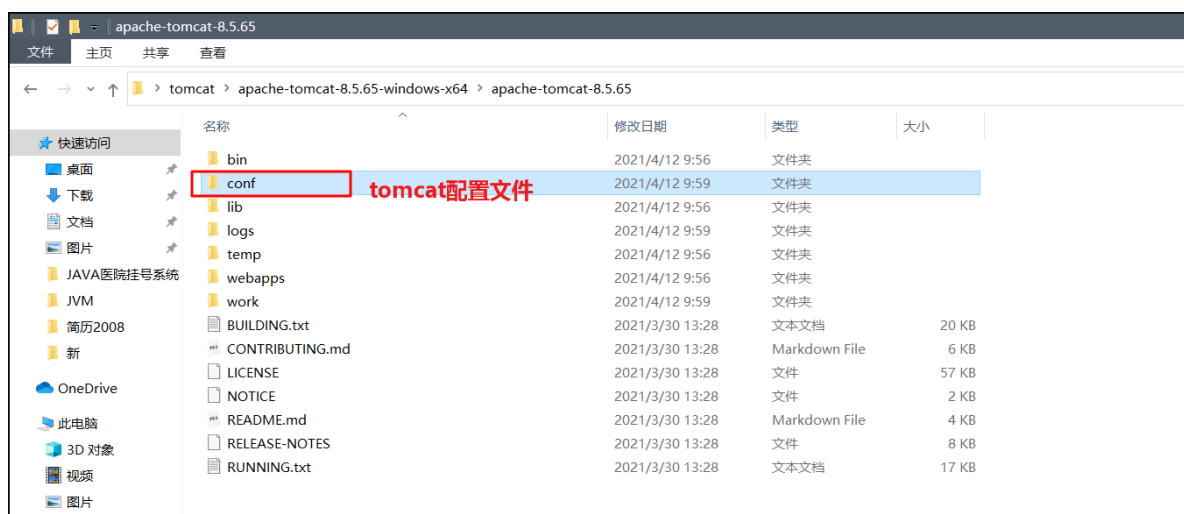 apache-tomcat-8.5.65
文件 主页 共享 查看
tomcat > apache-tomcat-8.5.65-windows-x64 > apache-tomcat-8.5.65
名称 修改日期 类型 大小
快速访问
桌面
下载
文档
图片
JAVA医院挂号系统
JVM
简历2008
新
OneDrive
此电脑
3D 对象
视频
图片
bin 2021/4/12 9:56 文件夹
conf tomcat配置文件 2021/4/12 9:59 文件夹
lib 2021/4/12 9:56 文件夹
logs 2021/4/12 9:59 文件夹
temp 2021/4/12 9:56 文件夹
webapps 2021/4/12 9:56 文件夹
work 2021/4/12 9:59 文件夹
BUILDING.txt 2021/3/30 13:28 文本文档 20 KB
CONTRIBUTING.md 2021/3/30 13:28 Markdown File 6 KB
LICENSE 2021/3/30 13:28 文件 57 KB
NOTICE 2021/3/30 13:28 文件 2 KB
README.md 2021/3/30 13:28 Markdown File 4 KB
RELEASE-NOTES 2021/3/30 13:28 文件 8 KB
RUNNING.txt 2021/3/30 13:28 文本文档 17 KB